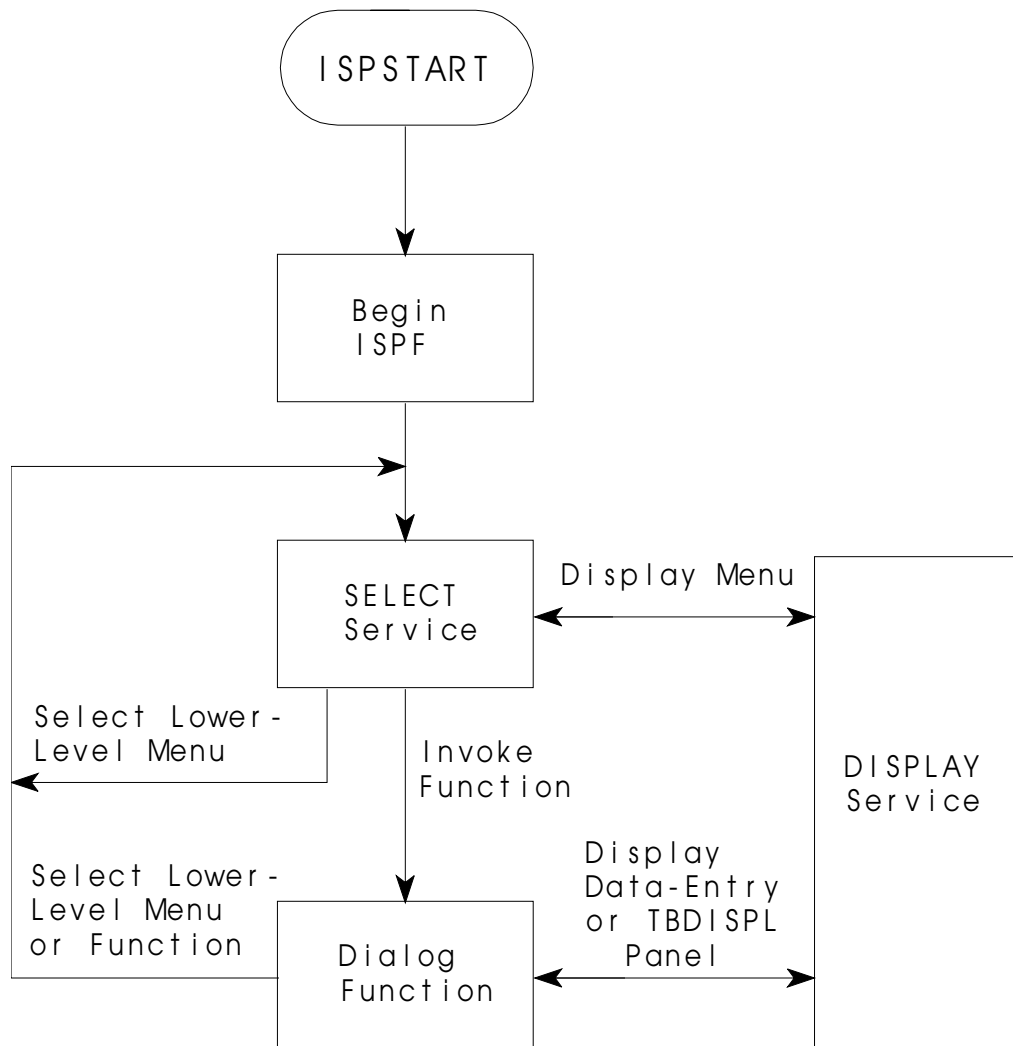 ISPSTART
Begin
ISPF
SELECT
Service
Display Menu
Select Lower-
Level Menu
Invoke
Function
DISPLAY
Service
Select Lower-
Level Menu
or Function
Display
Data-Entry
or TBDISPL
Panel
Dialog
Function